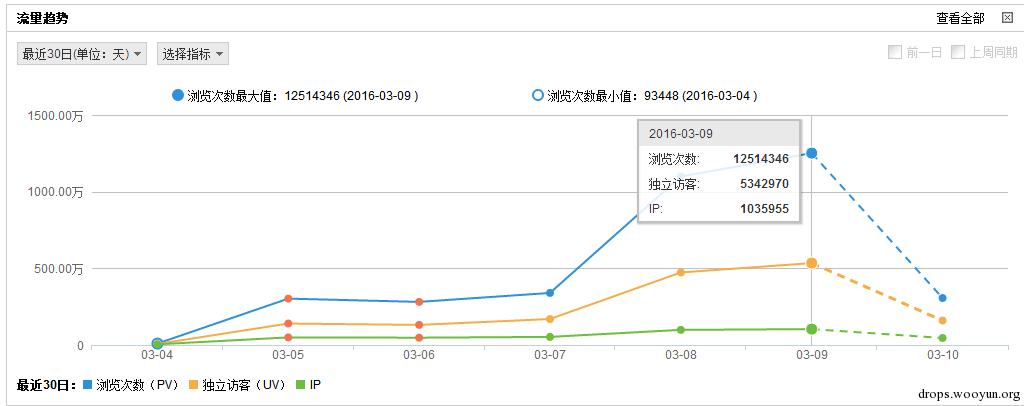 流量趋势 查看全部
最近30日(单位：天) 选择指标 前一日 上周同期
浏览次数最大值：12514346 (2016-03-09 ) 浏览次数最小值：93448 (2016-03-04 )
1500.00万
1000.00万
500.00万
0
2016-03-09
浏览次数: 12514346
独立访客: 5342970
IP: 1035955
03-04 03-05 03-06 03-07 03-08 03-09 03-10
最近30日： 浏览次数（PV） 独立访客（UV） IP
drops.wooyun.org